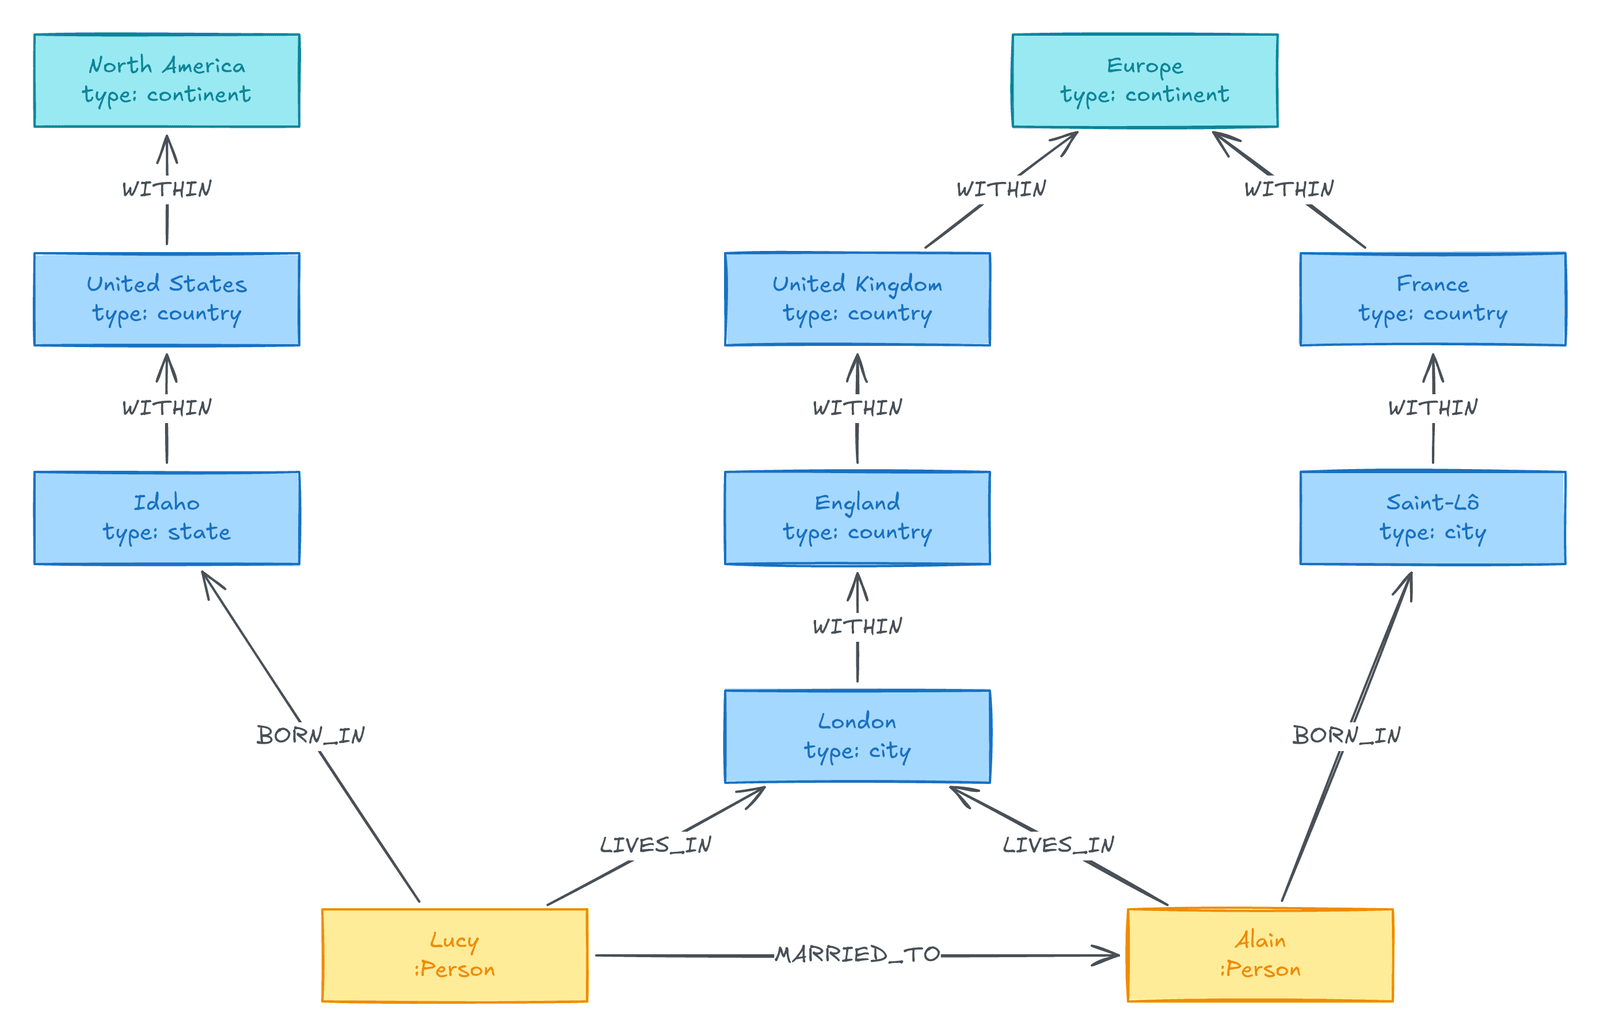 North America
type: continent
Europe
type: continent
WITHIN
WITHIN
WITHIN
United States
type: country
United Kingdom
type: country
France
type: country
WITHIN
WITHIN
WITHIN
Idaho
type: state
England
type: country
Saint-Lô
type: city
WITHIN
London
type: city
BORN_IN
BORN_IN
LIVES_IN
LIVES_IN
Lucy
:Person
MARRIED_TO
Alain
:Person